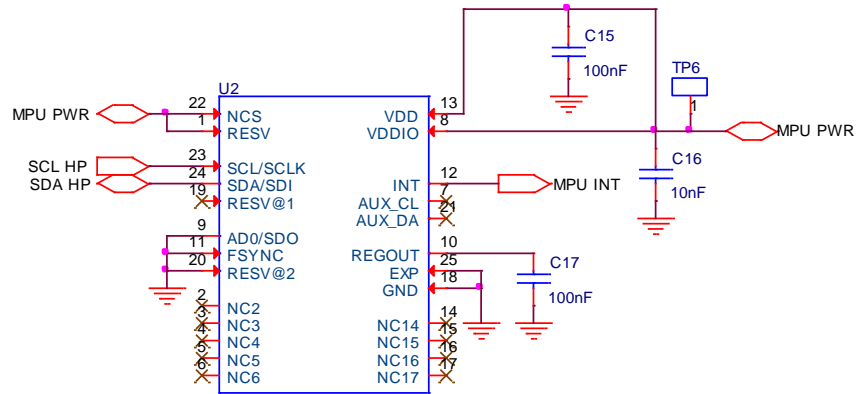 C15
100nF
TP6
1
U2
MPU PWR
22
NCS
1
RESV
VDD
13
VDDIO
8
MPU PWR
SCL HP
23
SCL/SCLK
SDA HP
24
SDA/SDI
19
RESV@1
INT
12
MPU INT
AUX_CL
7
AUX_DA
21
C16
10nF
9
AD0/SDO
11
FSYNC
20
RESV@2
REGOUT
10
EXP
25
GND
18
C17
100nF
2
NC2
3
NC3
4
NC4
5
NC5
6
NC6
NC14
14
NC15
15
NC16
16
NC17
17